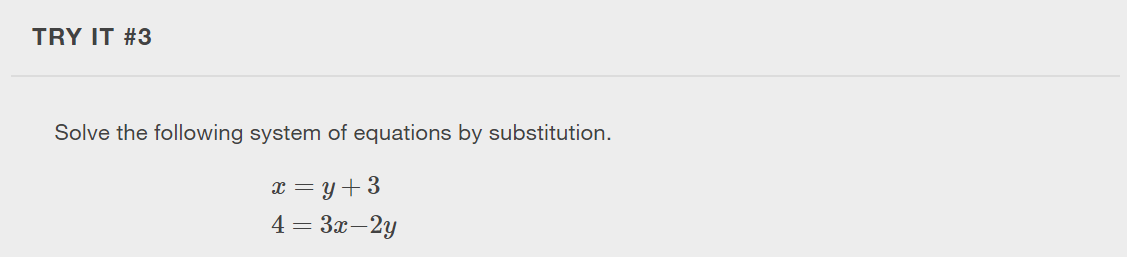 TRY IT #3
Solve the following system of equations by substitution.
x = y + 3
4 = 3x−2y